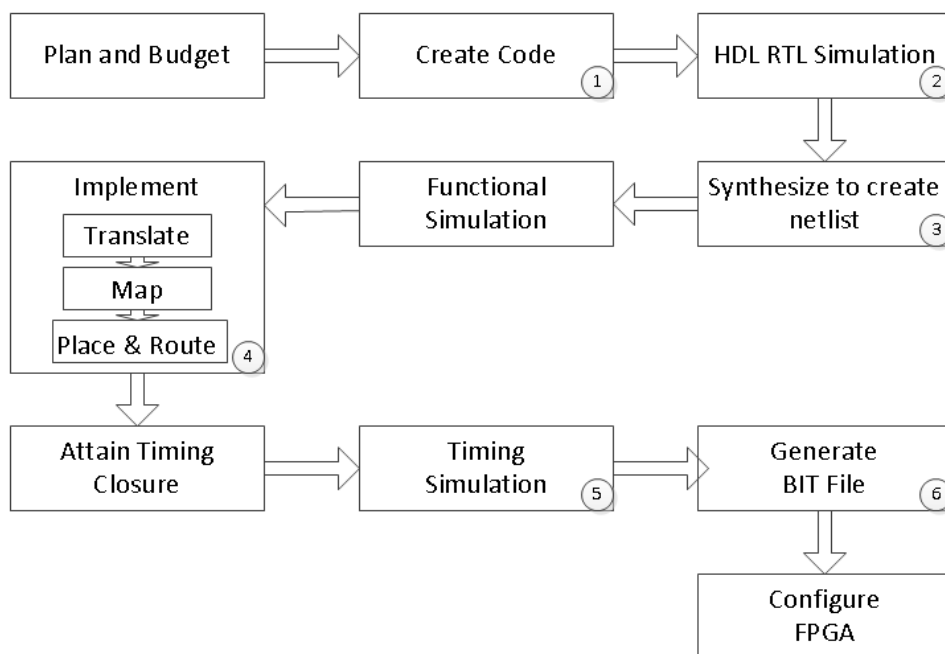 Plan and Budget
Create Code
1
HDL RTL Simulation
2
Synthesize to create
netlist
3
Functional
Simulation
Implement
Translate
Map
Place & Route
4
Attain Timing
Closure
Timing
Simulation
5
Generate
BIT File
6
Configure
FPGA